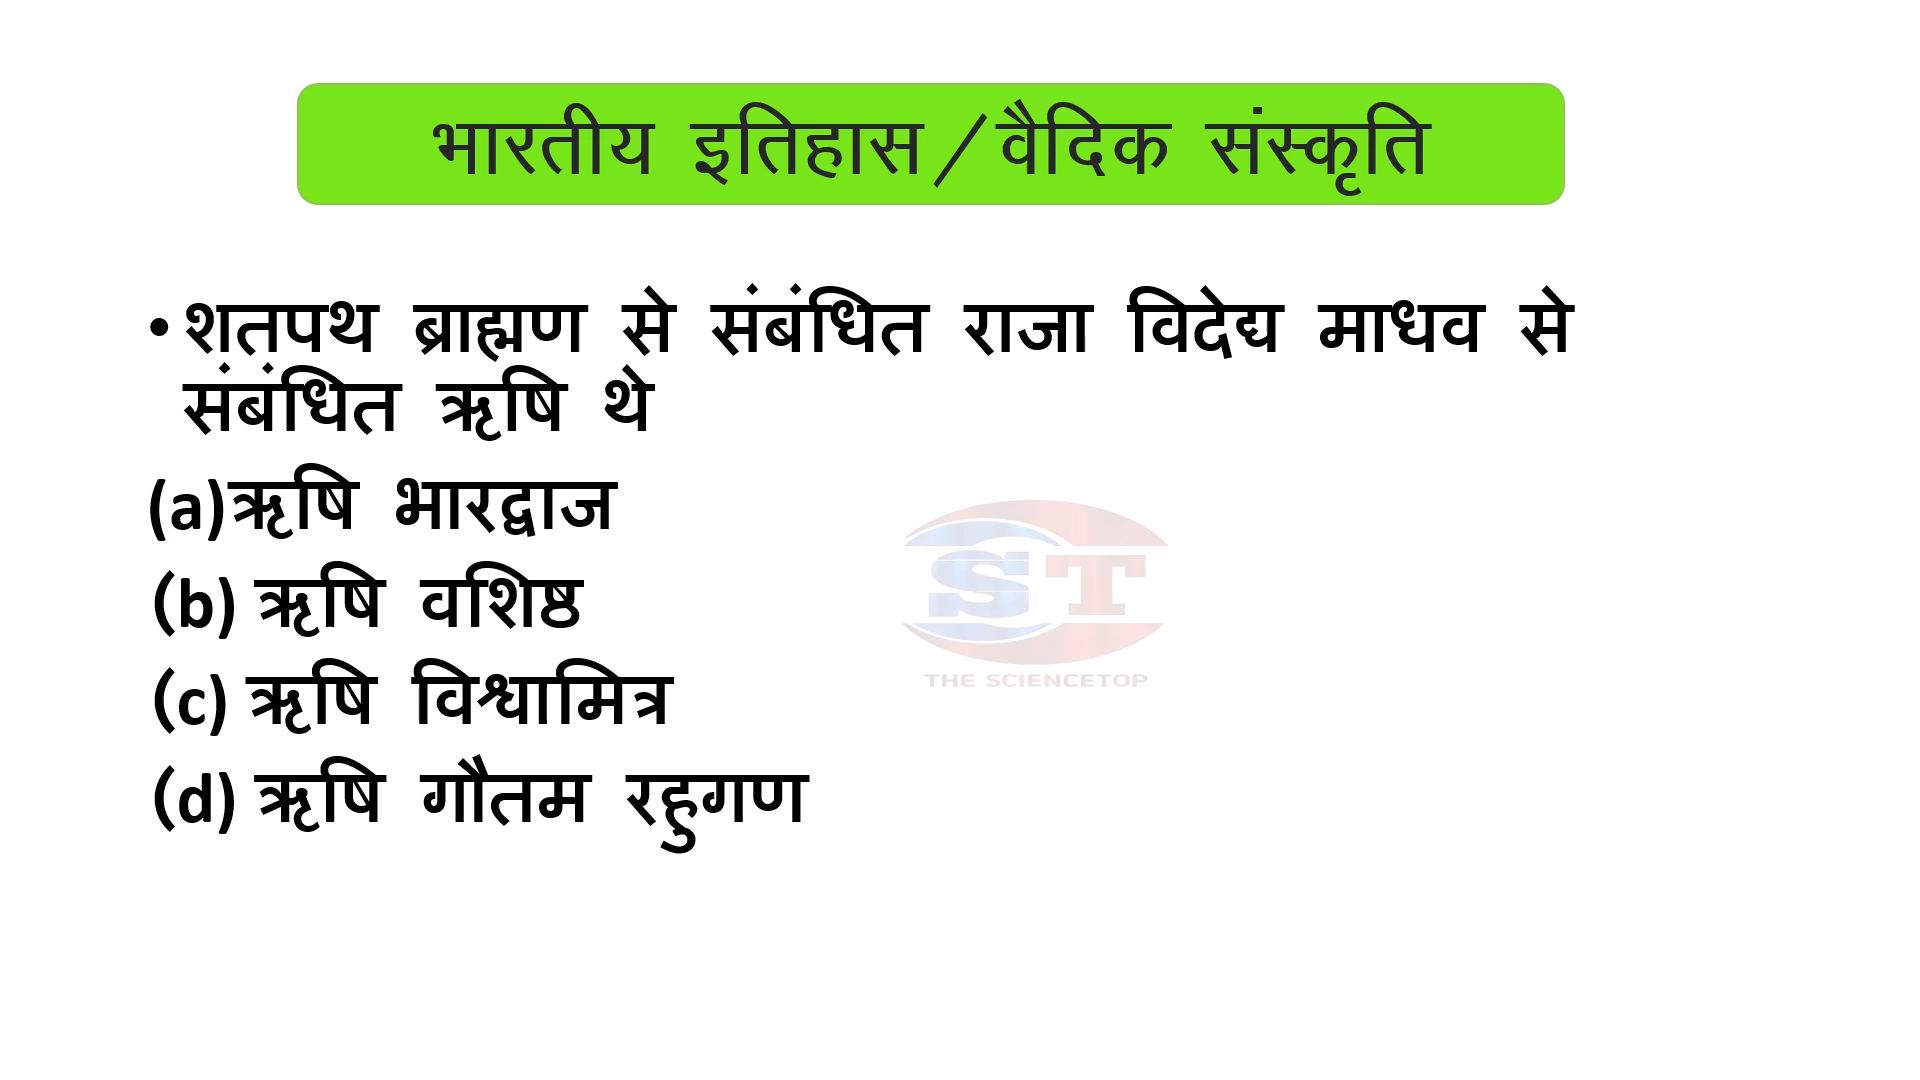 भारतीय इतिहास/वैदिक संस्कृति
• शतपथ ब्राह्मण से संबंधित राजा विदेद्य माधव से
संबंधित ऋषि थे
(a)ऋषि भारद्वाज
(b) ऋषि वशिष्ठ
(c) ऋषि विश्वामित्र
(d) ऋषि गौतम रहुगण
ST
THE SCIENCETOP